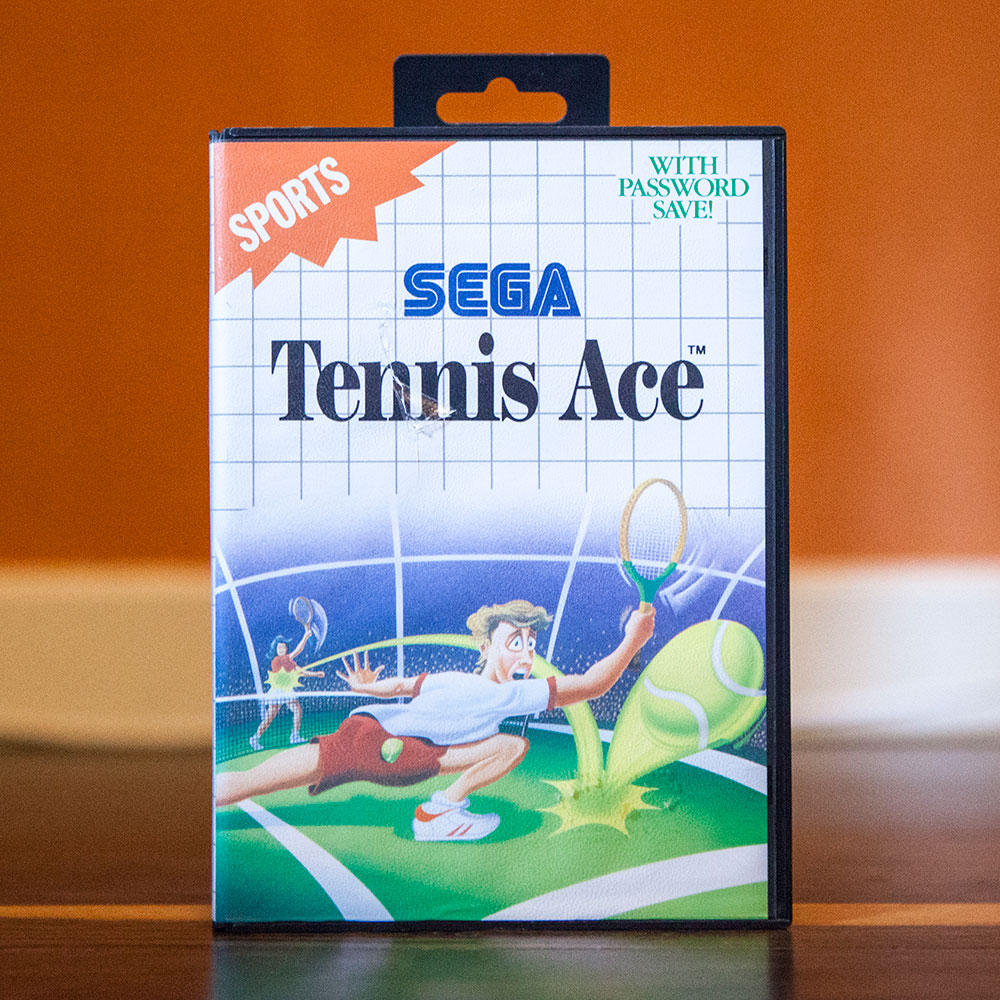 SPORTS
WITH
PASSWORD
SAVE!
SEGA
Tennis Ace™